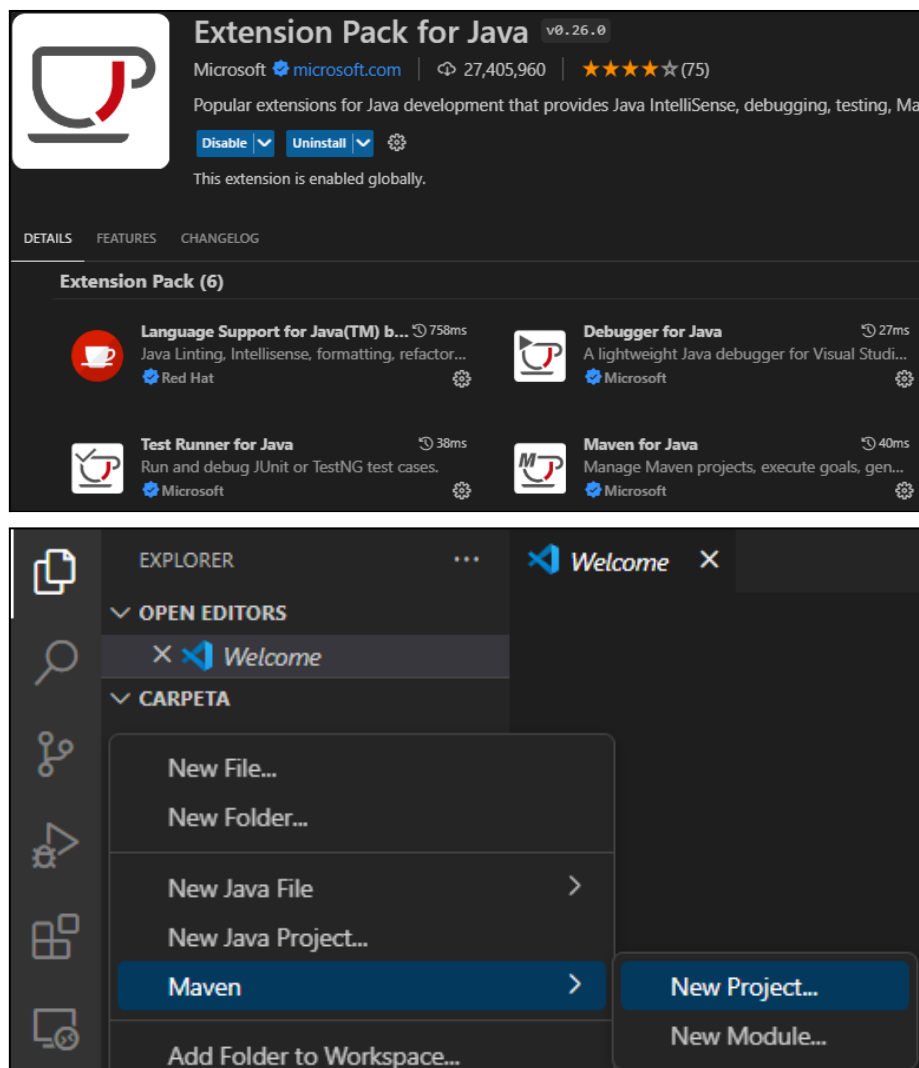 Extension Pack for Java v0.26.0
Microsoft microsoft.com 27,405,960 (75)
Popular extensions for Java development that provides Java IntelliSense, debugging, testing, Ma
Disable Uninstall
This extension is enabled globally.
DETAILS FEATURES CHANGELOG
Extension Pack (6)
Language Support for Java(TM) b... 758ms
Java Linting, Intellisense, formatting, refactor...
Red Hat
Debugger for Java 27ms
A lightweight Java debugger for Visual Studi...
Microsoft
Test Runner for Java 38ms
Run and debug JUnit or TestNG test cases.
Microsoft
Maven for Java 40ms
Manage Maven projects, execute goals, gen...
Microsoft
EXPLORER ... Welcome
OPEN EDITORS
Welcome
CARPETA
New File...
New Folder...
New Java File
New Java Project...
Maven
New Project...
New Module...
Add Folder to Workspace...